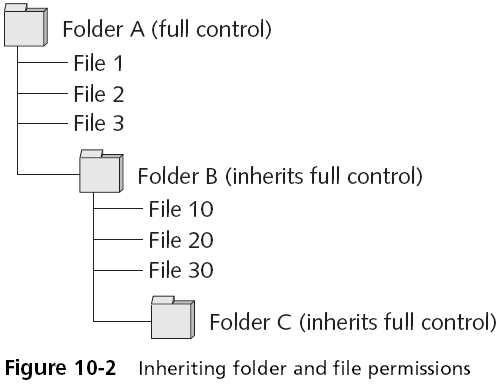 Folder A (full control)
File 1
File 2
File 3
Folder B (inherits full control)
File 10
File 20
File 30
Folder C (inherits full control)
Figure 10-2 Inheriting folder and file permissions